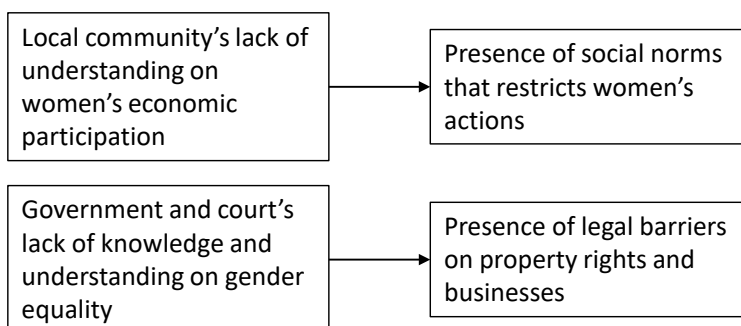 Local community’s lack of
understanding on
women’s economic
participation
Presence of social norms
that restricts women’s
actions
Government and court’s
lack of knowledge and
understanding on gender
equality
Presence of legal barriers
on property rights and
businesses